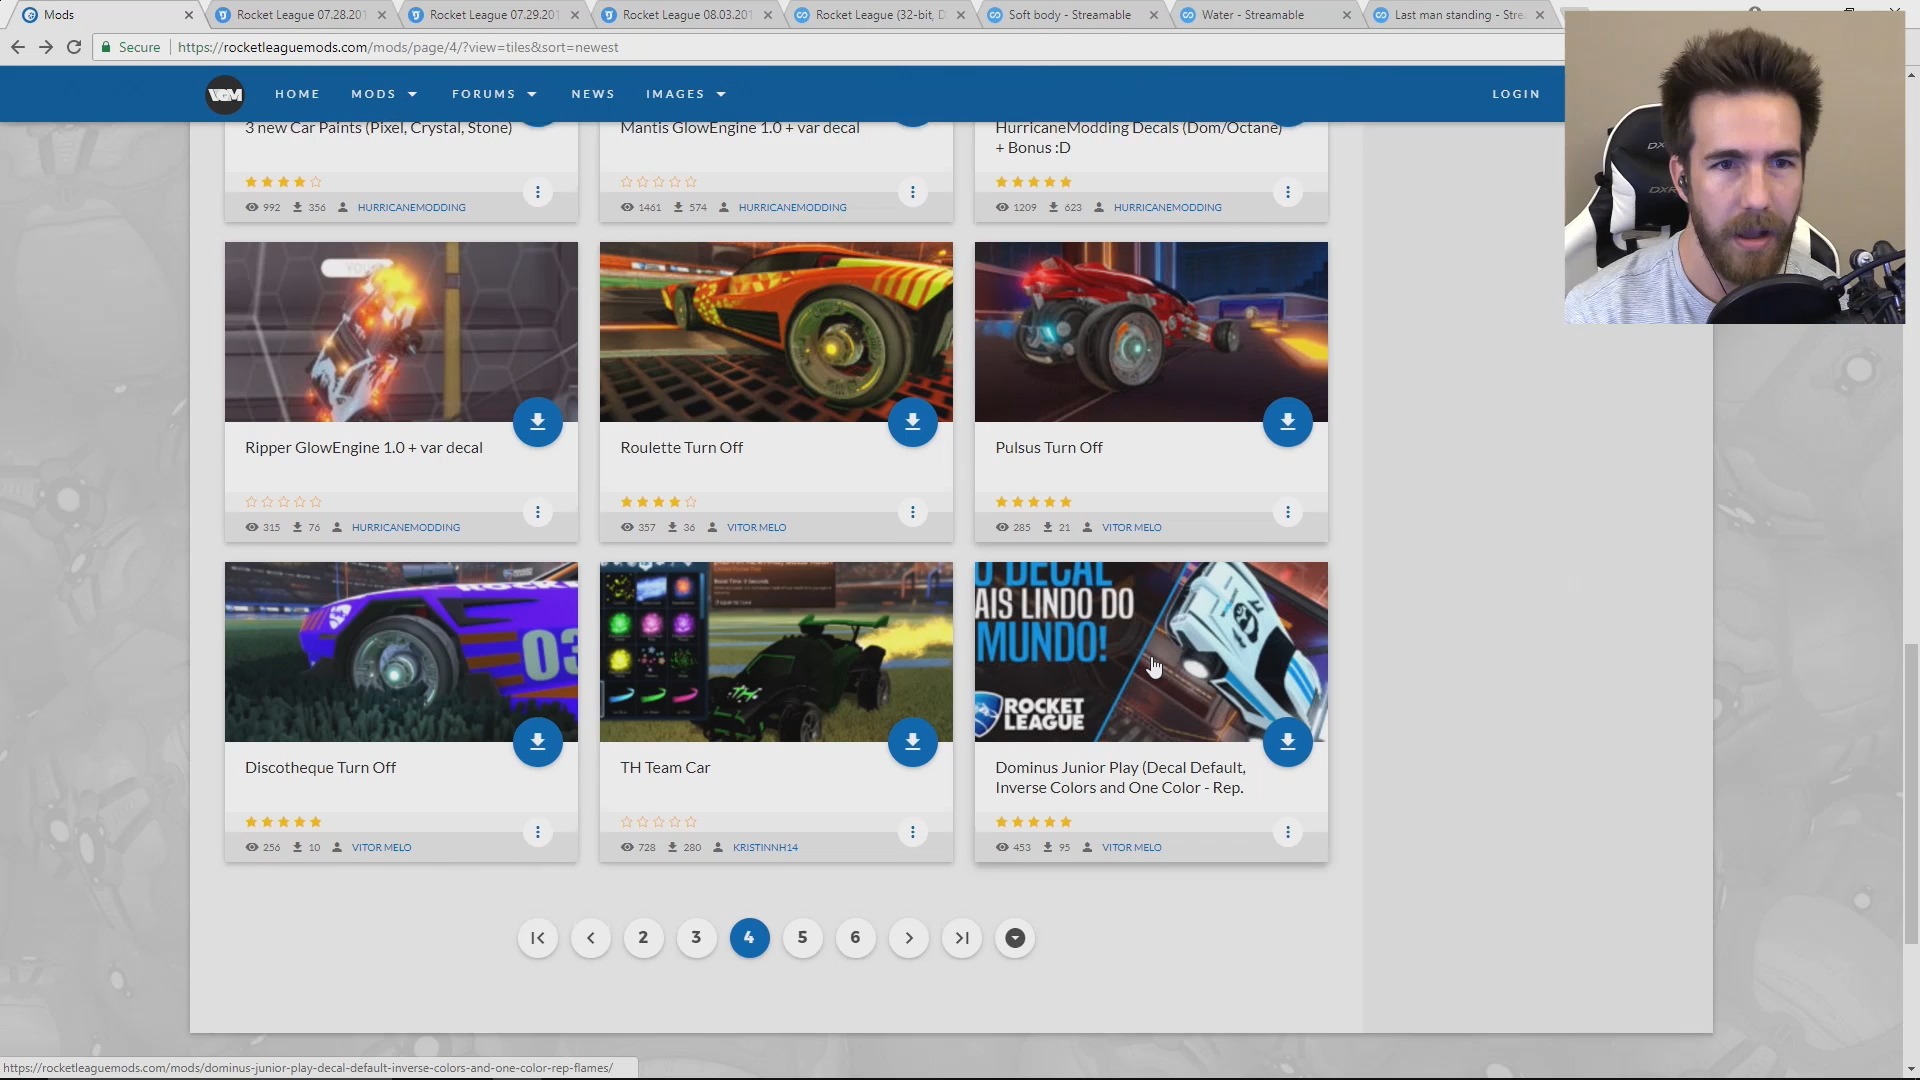 Mods
Rocket League 07.28.201
Rocket League 07.29.201
Rocket League 08.03.201
Rocket League (32-bit, D
Soft body - Streamable
Water - Streamable
Last man standing - Stre
Secure
https://rocketleaguemods.com/mods/page/4/?view=tiles&sort=newest
VGM
HOME
MODS
FORUMS
NEWS
IMAGES
LOGIN
3 new Car Paints (Pixel, Crystal, Stone)
992 356 HURRICANEMODDING
Mantis GlowEngine 1.0 + var decal
1461 574 HURRICANEMODDING
HurricaneModding Decals (Dom/Octane)
+ Bonus :D
1209 623 HURRICANEMODDING
Ripper GlowEngine 1.0 + var decal
315 76 HURRICANEMODDING
Roulette Turn Off
357 36 VITOR MELO
Pulsus Turn Off
285 21 VITOR MELO
03
Discotheque Turn Off
256 10 VITOR MELO
TH
TH Team Car
728 280 KRISTINNH14
O DECAL
AIS LINDO DO
MUNDO!
ROCKET
LEAGUE
Dominus Junior Play (Decal Default,
Inverse Colors and One Color - Rep.
453 95 VITOR MELO
2 3 4 5 6
https://rocketleaguemods.com/mods/dominus-junior-play-decal-default-inverse-colors-and-one-color-rep-flames/